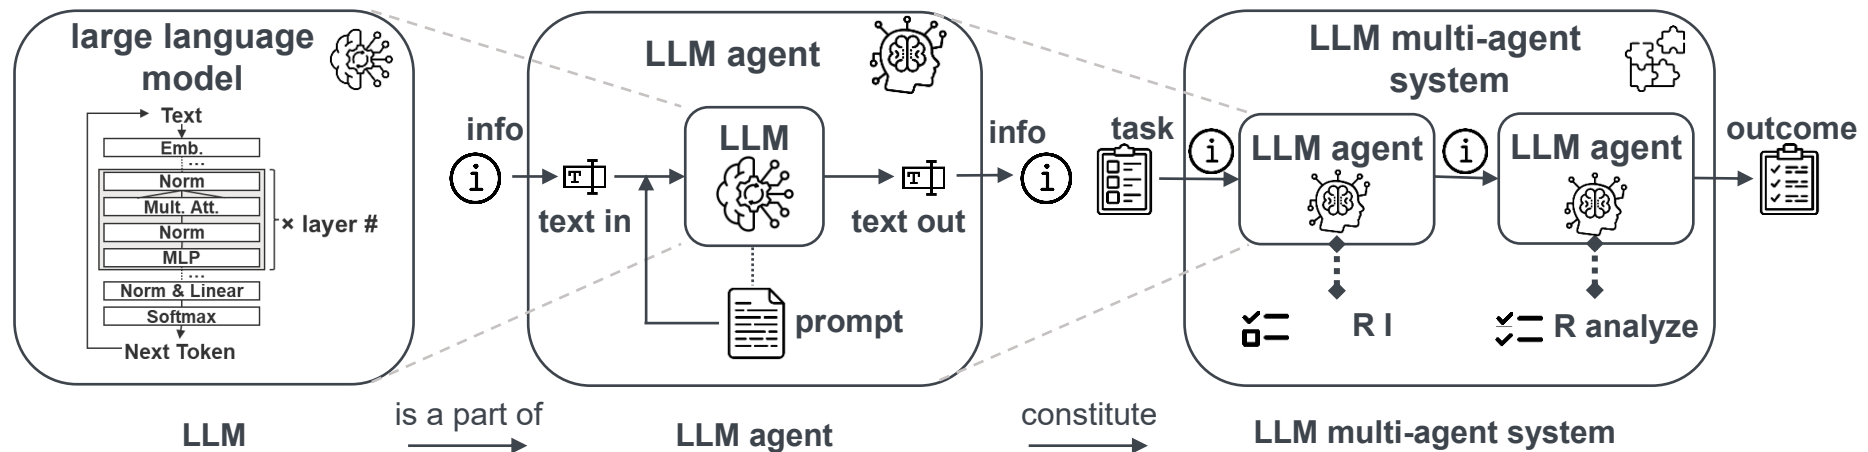 large language
model
Text
Emb.
...
Norm
Mult. Att.
Norm
MLP
...
Norm & Linear
Softmax
Next Token
× layer #
LLM agent
info
i
T
text in
LLM
prompt
T
text out
info
i
LLM multi-agent
system
task
i
LLM agent
i
LLM agent
outcome
R I
R analyze
LLM
is a part of
LLM agent
constitute
LLM multi-agent system